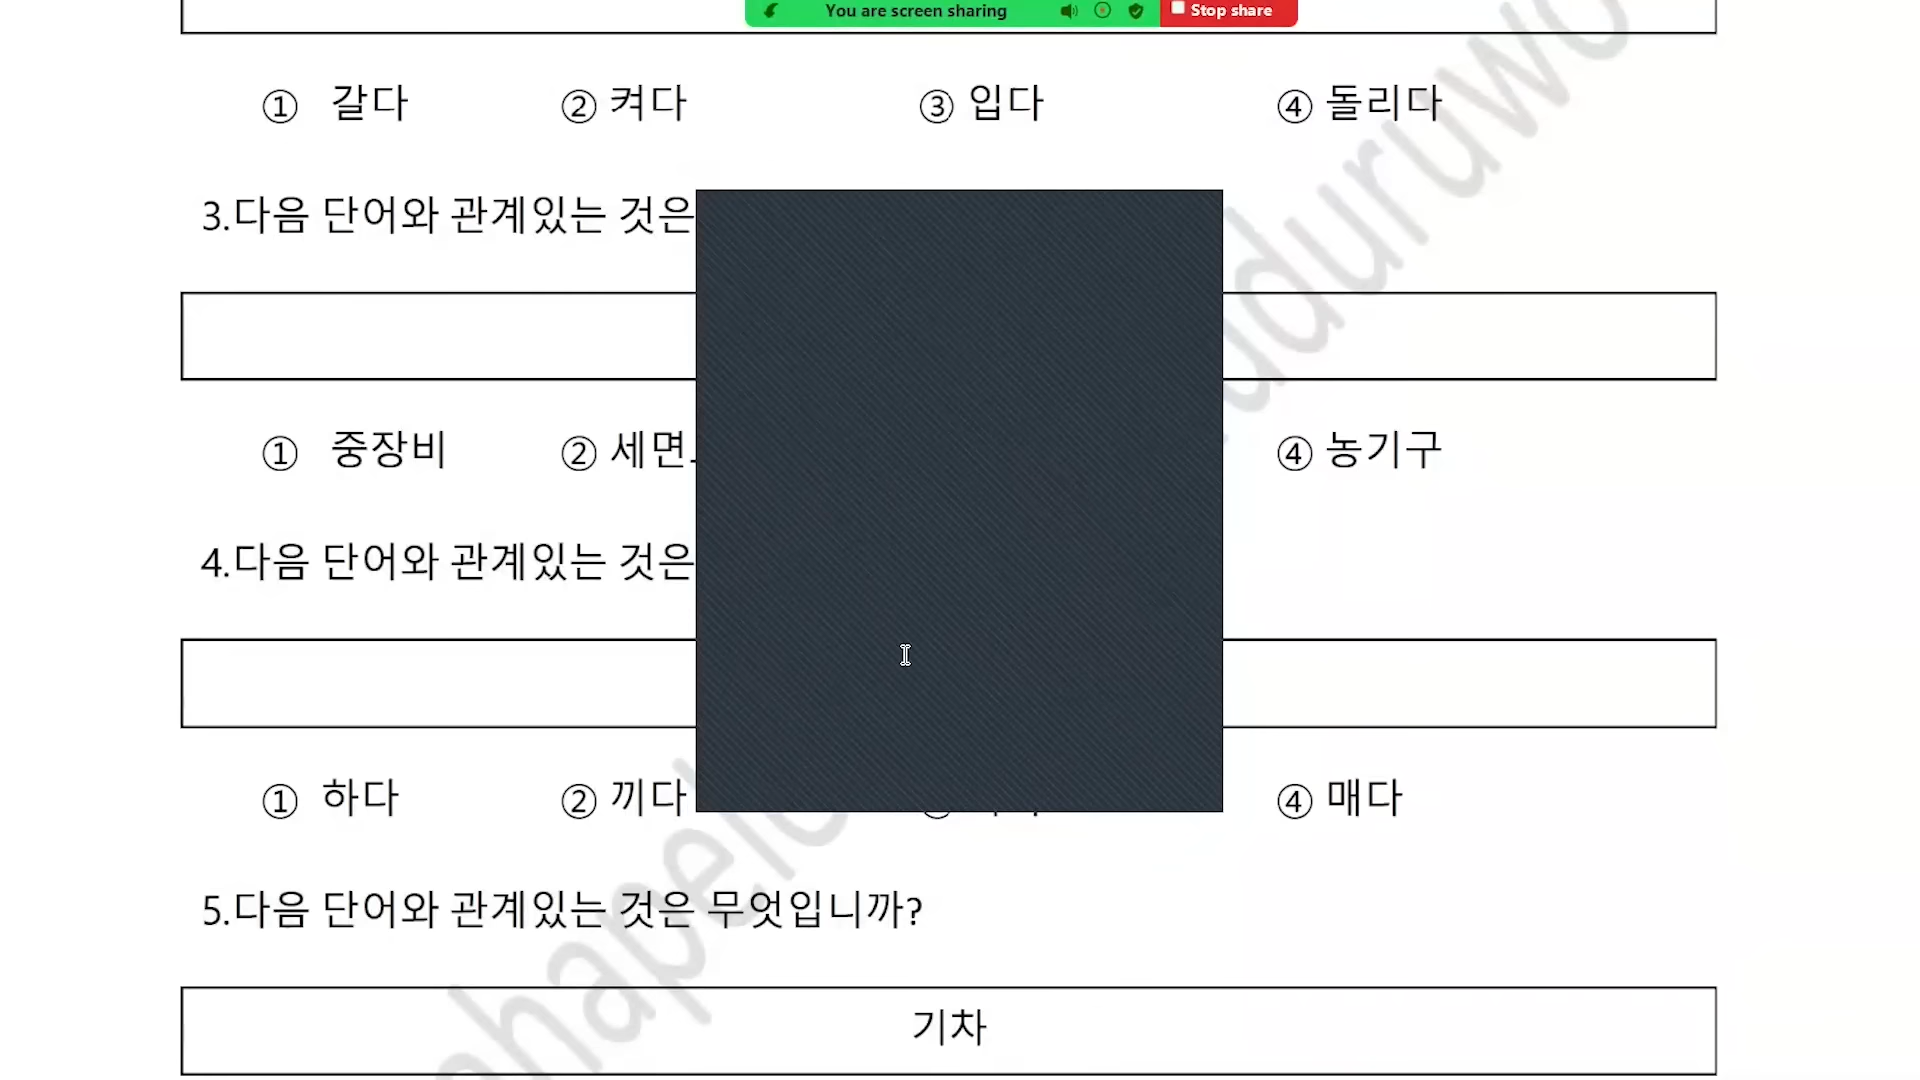 You are screen sharing Stop share
① 갈다 ② 켜다 ③ 입다 ④ 돌리다
3.다음 단어와 관계있는 것은
① 중장비 ② 세면 ④ 농기구
4.다음 단어와 관계있는 것은
① 하다 ② 끼다 ④ 매다
5.다음 단어와 관계있는 것은 무엇입니까?
기차